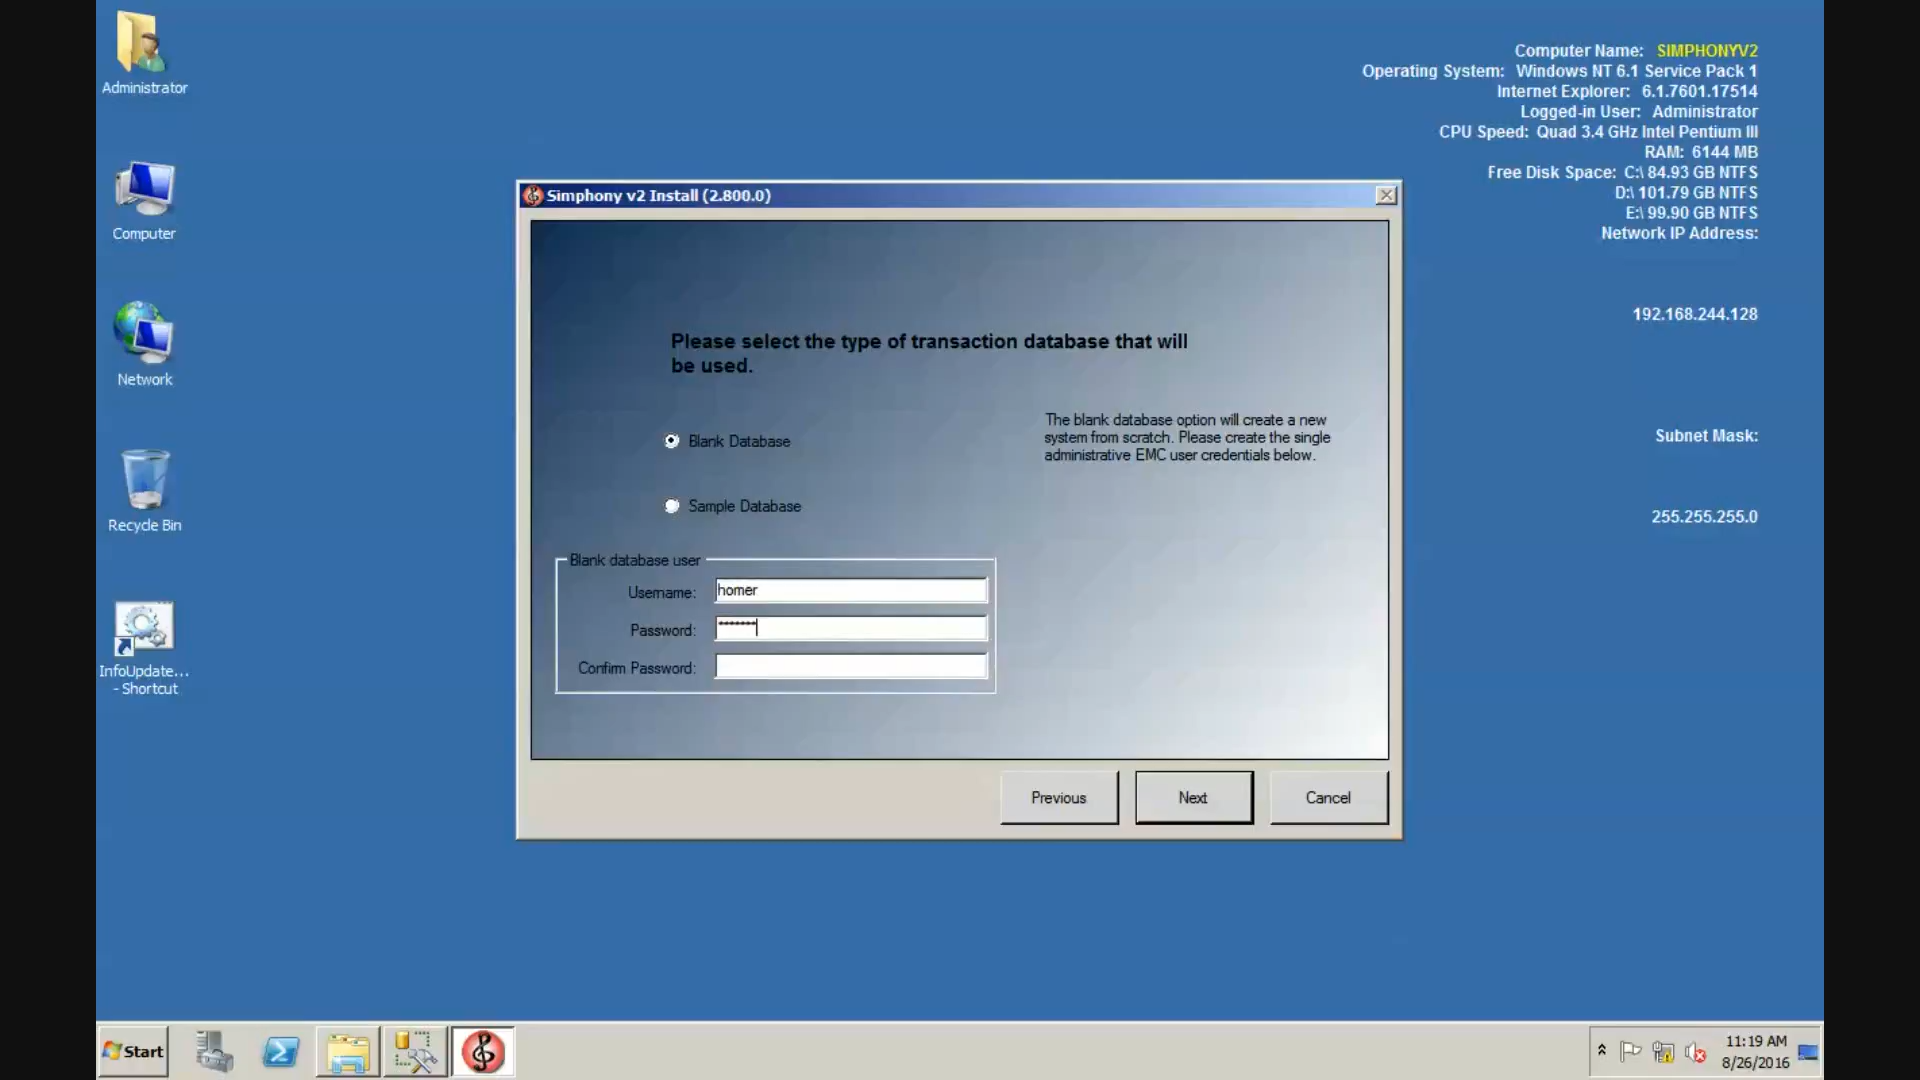 Administrator
Computer
Network
Recycle Bin
InfoUpdate...
- Shortcut
Computer Name: SIMPHONYV2
Operating System: Windows NT 6.1 Service Pack 1
Internet Explorer: 6.1.7601.17514
Logged-in User: Administrator
CPU Speed: Quad 3.4 GHz Intel Pentium III
RAM: 6144 MB
Free Disk Space: C:\ 84.93 GB NTFS
D:\ 101.79 GB NTFS
E:\ 99.90 GB NTFS
Network IP Address:
192.168.244.128
Subnet Mask:
255.255.255.0
Simphony v2 Install (2.800.0)
Please select the type of transaction database that will
be used.
Blank Database
Sample Database
The blank database option will create a new
system from scratch. Please create the single
administrative EMC user credentials below.
Blank database user
Username: homer
Password: *******
Confirm Password:
Previous
Next
Cancel
Start
11:19 AM
8/26/2016